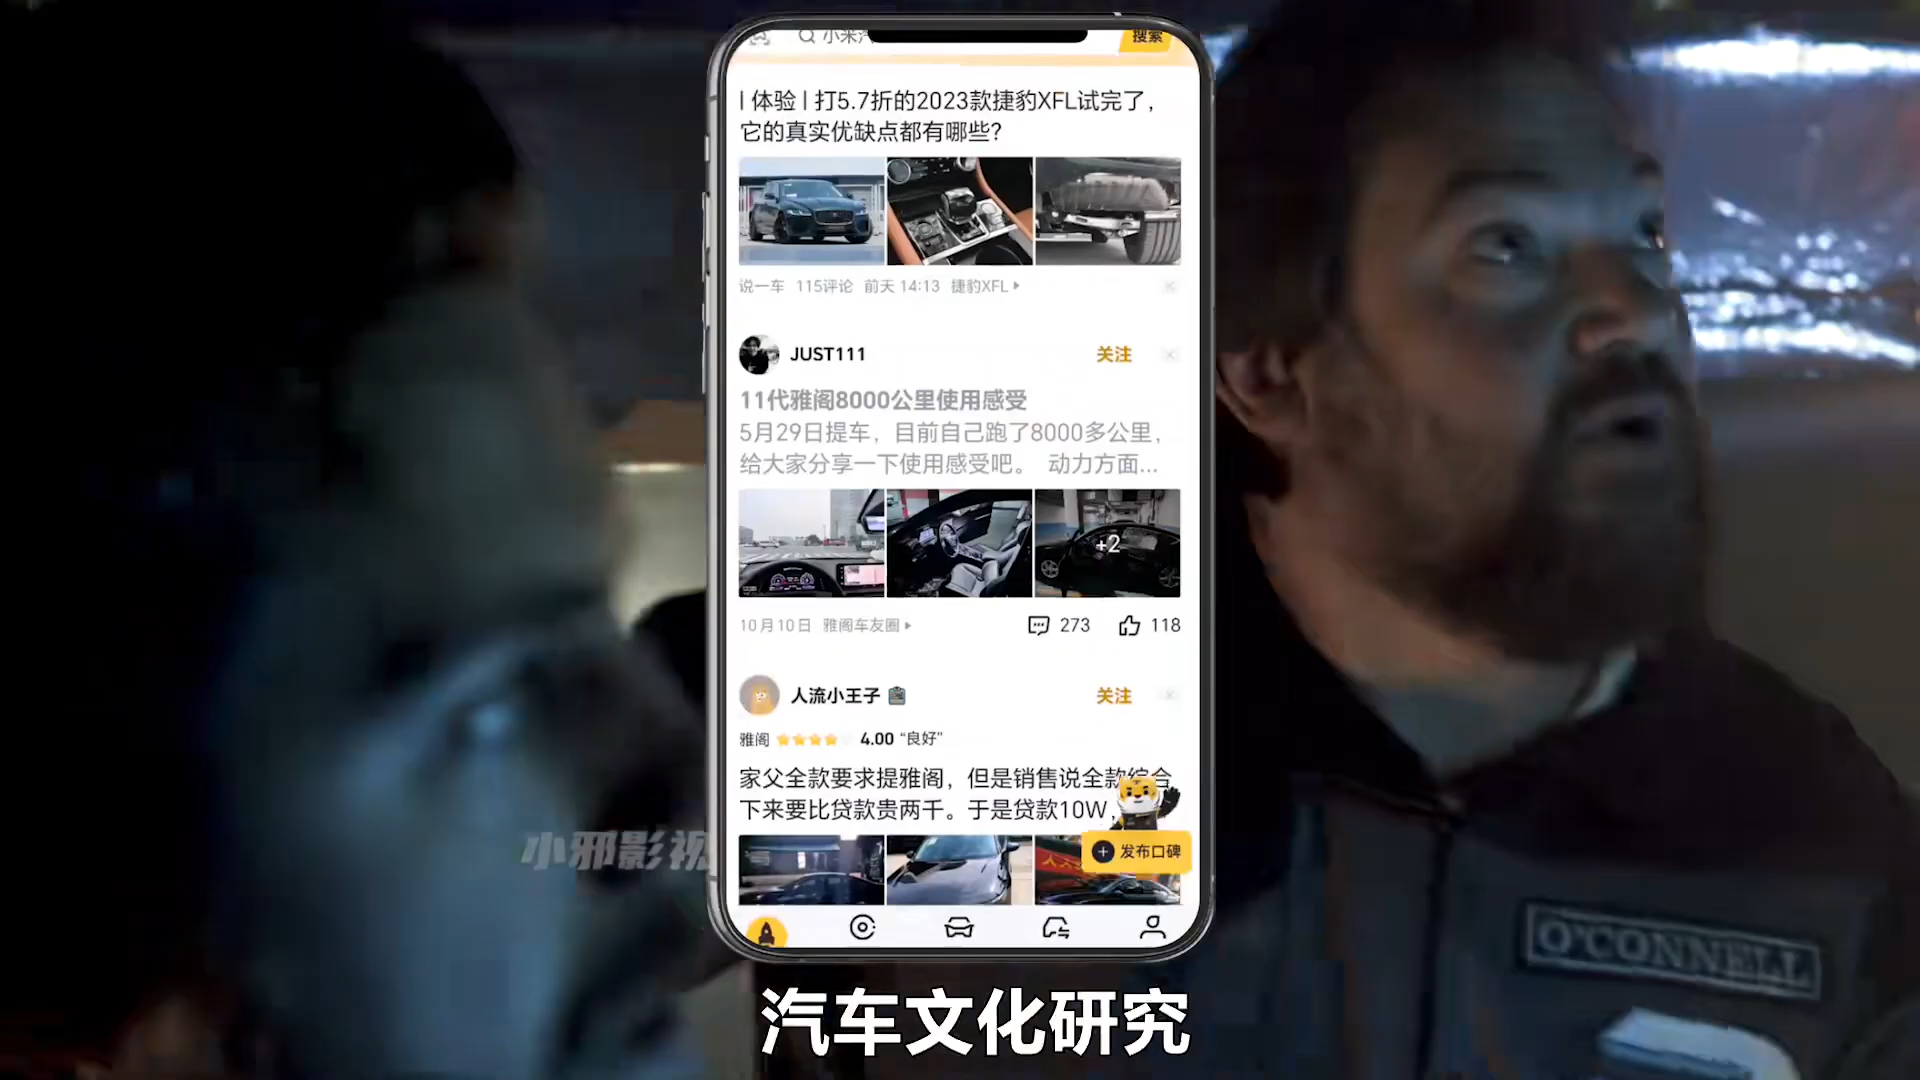 小米汽
搜索
| 体验 | 打5.7折的2023款捷豹XFL试完了，
它的真实优缺点都有哪些？
说一车 115评论 前天 14:13 捷豹XFL
JUST111
关注
11代雅阁8000公里使用感受
5月29日提车，目前自己跑了8000多公里，
给大家分享一下使用感受吧。 动力方面...
+2
10月10日 雅阁车友圈
273
118
人流小王子
关注
雅阁 4.00 “良好”
家父全款要求提雅阁，但是销售说全款综合
下来要比贷款贵两千。于是贷款10W，
发布口碑
小邪影视
O'CONNELL
汽车文化研究